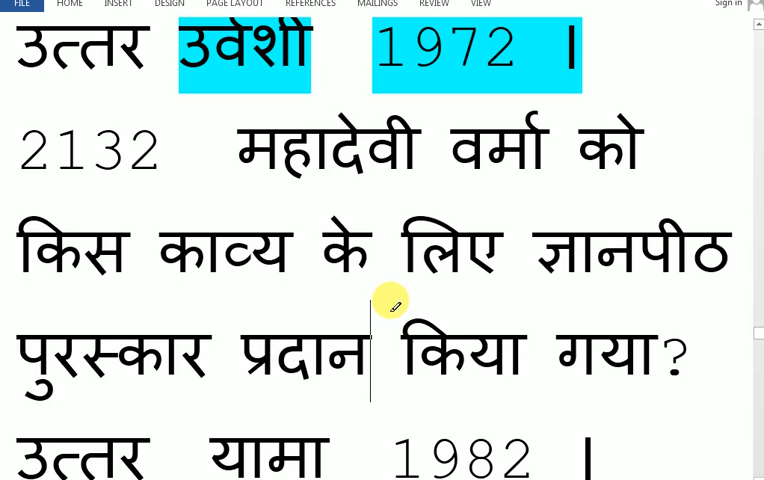 FILE HOME INSERT DESIGN PAGE LAYOUT REFERENCES MAILINGS REVIEW VIEW Sign in
उत्तर उर्वशी 1972 |
2132 महादेवी वर्मा को
किस काव्य के लिए ज्ञानपीठ
पुरस्कार प्रदान किया गया?
उत्तर यामा 1982 |